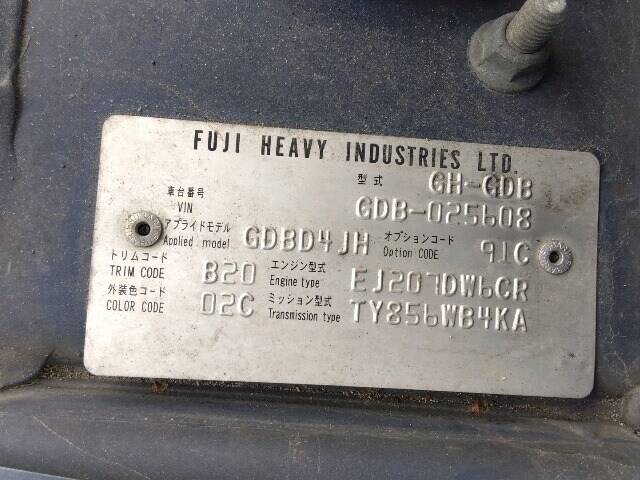 FUJI HEAVY INDUSTRIES LTD.
型式 GH-GDB
車台番号 VIN GDB-025608
アプライドモデル Applied model GDBD4JH オプションコード Option CODE 91C
トリムコード TRIM CODE B20 エンジン型式 Engine type EJ207DW6CR
外装色コード COLOR CODE 02C ミッション型式 Transmission type TY856WB4KA